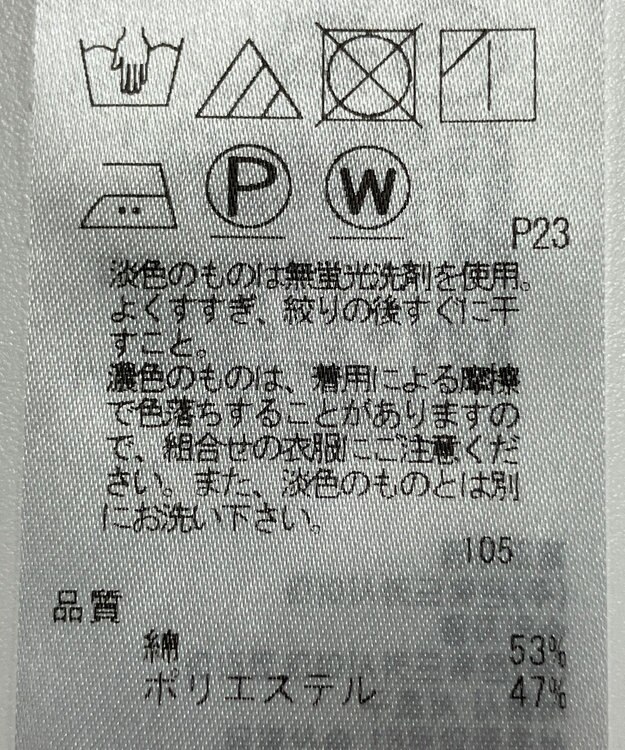 P W
P23
淡色のものは無蛍光洗剤を使用。
よくすすぎ、絞りの後すぐに干
すこと。
濃色のものは、着用による摩擦
で色落ちすることがありますの
で、組合せの衣服にご注意くだ
さい。また、淡色のものとは別
にお洗い下さい。
105
品質
綿 53%
ポリエステル 47%